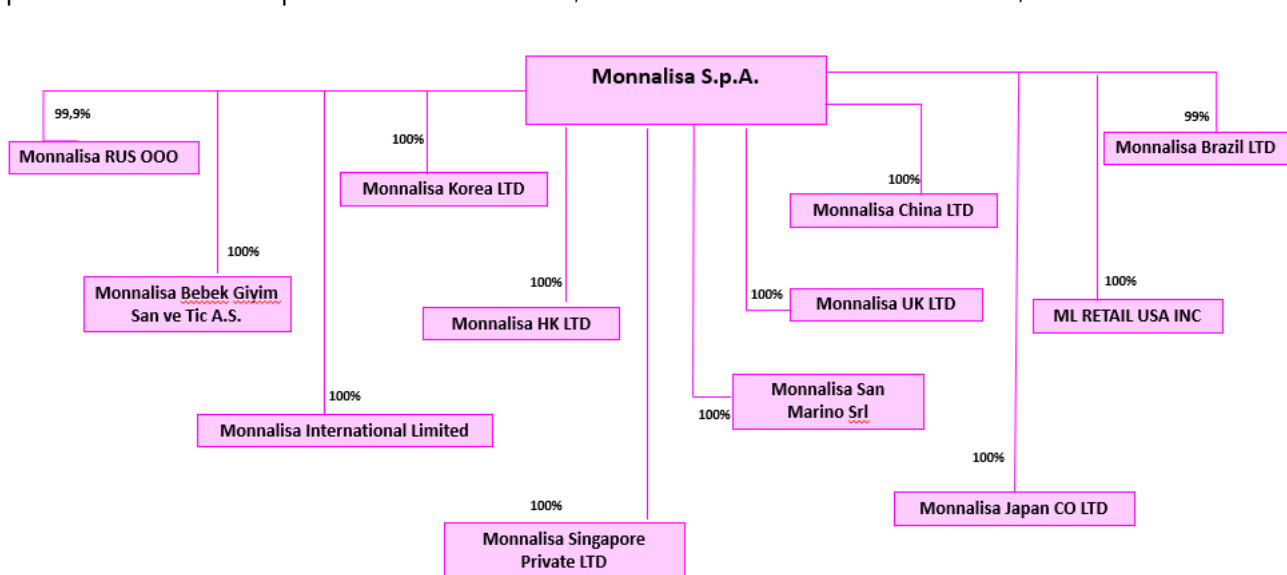 Monnalisa S.p.A.
99,9%
99%
Monnalisa RUS OOO
100%
Monnalisa Brazil LTD
Monnalisa Korea LTD
100%
Monnalisa China LTD
100%
Monnalisa Bebek Giyim
San ve Tic A.S.
100%
Monnalisa HK LTD
100%
Monnalisa UK LTD
100%
ML RETAIL USA INC
100%
Monnalisa International Limited
100%
Monnalisa San
Marino Srl
100%
Monnalisa Japan CO LTD
100%
Monnalisa Singapore
Private LTD